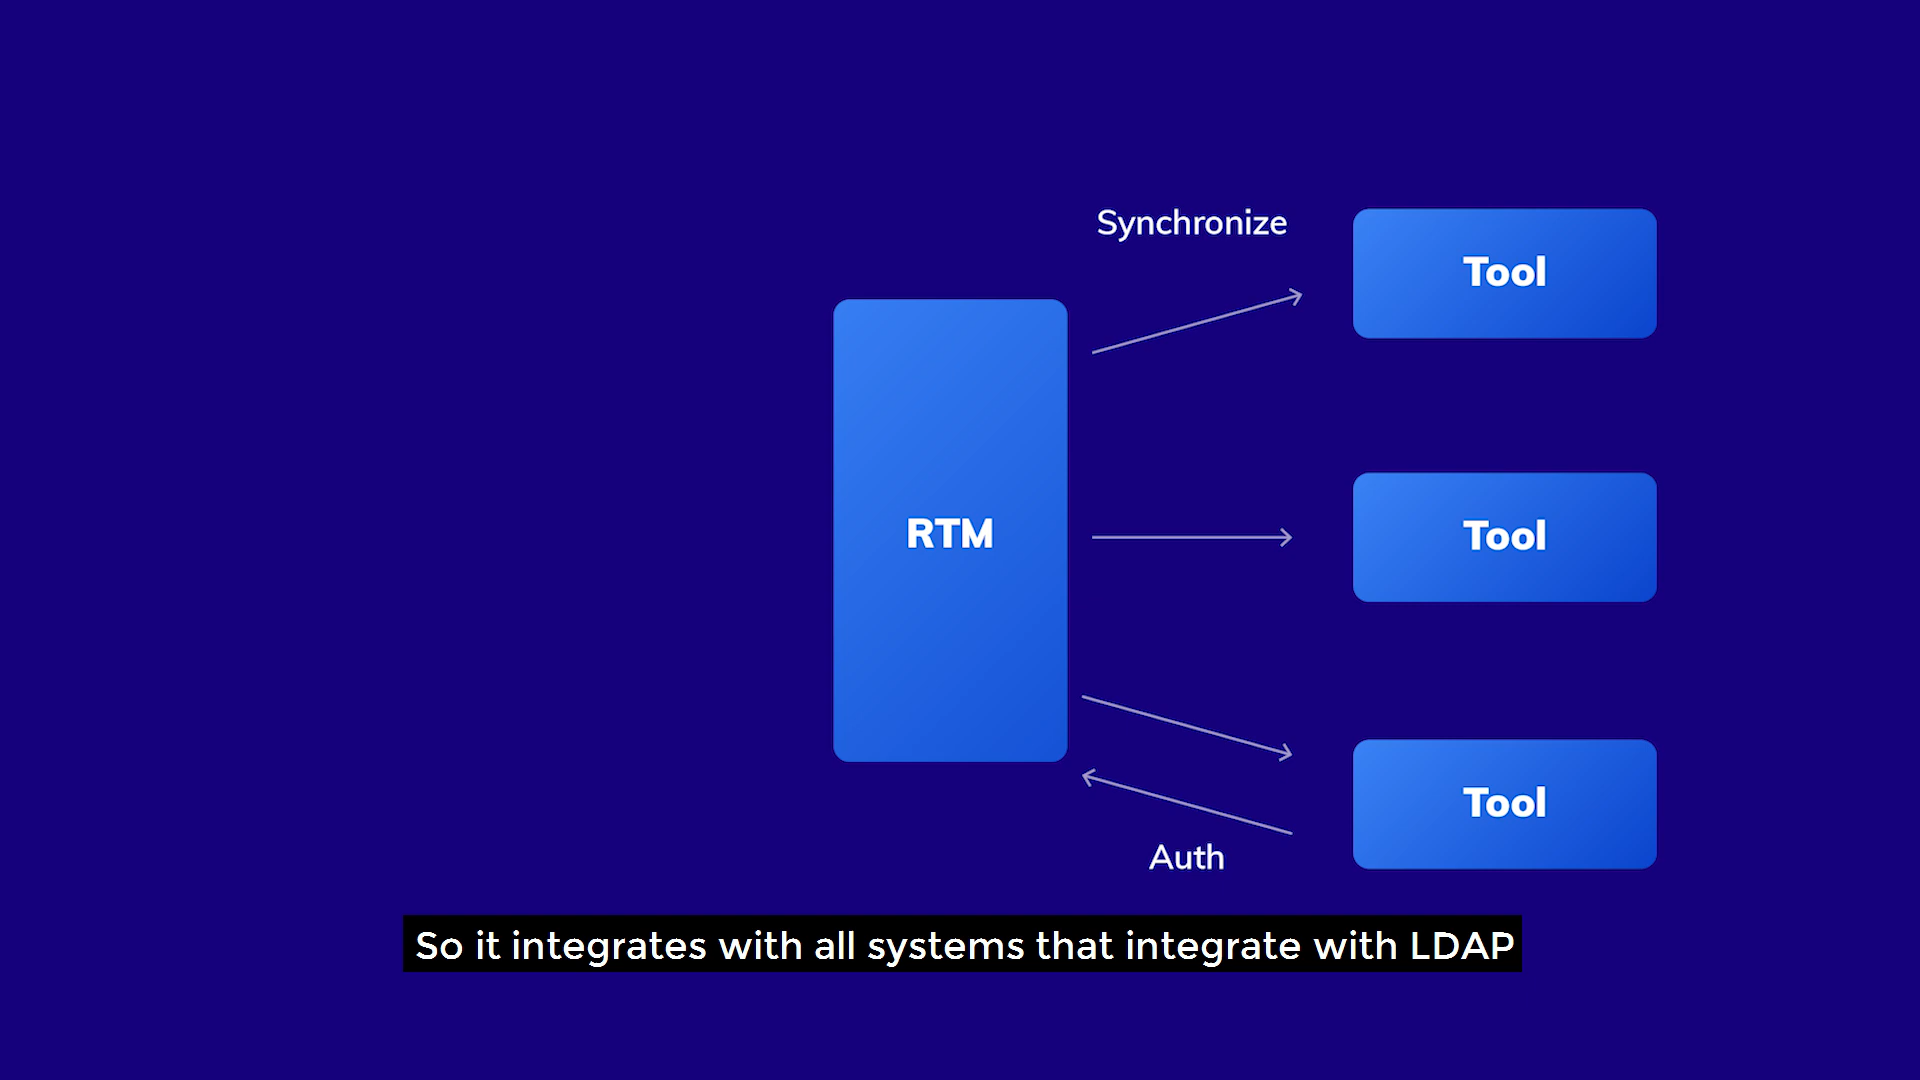 Synchronize
Tool
RTM
Tool
Tool
Auth
So it integrates with all systems that integrate with LDAP